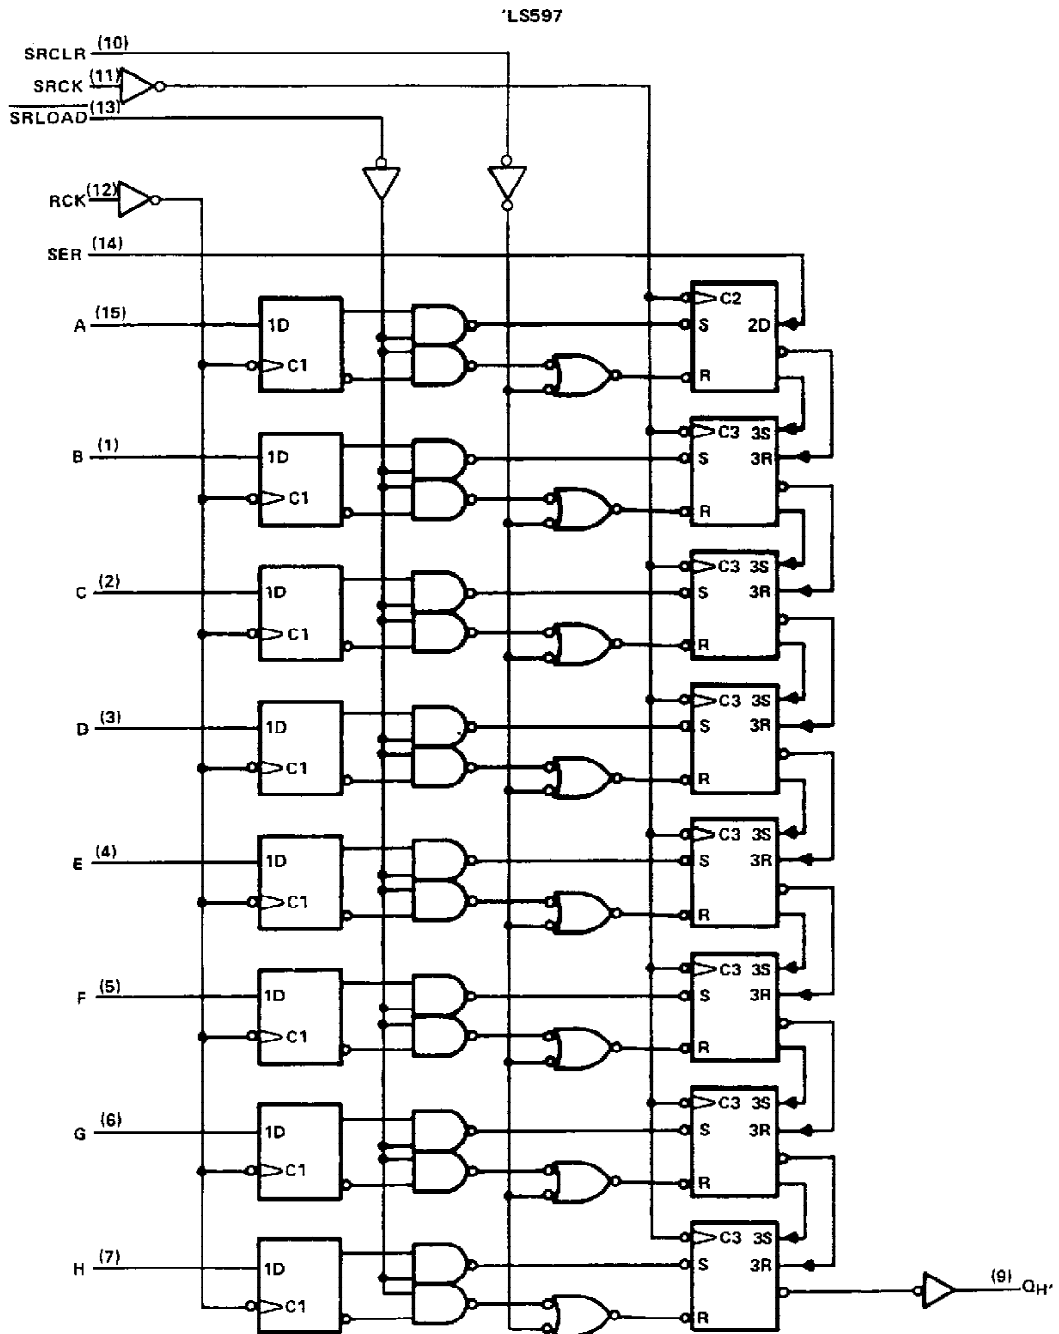 'LS597
SRCLR (10)
SRCK (11)
SRLOAD (13)
RCK (12)
SER (14)
A (15) 1D C1 C2 S 2D R
B (1) 1D C1 C3 3S S 3R R
C (2) 1D C1 C3 3S S 3R R
D (3) 1D C1 C3 3S S 3R R
E (4) 1D C1 C3 3S S 3R R
F (5) 1D C1 C3 3S S 3R R
G (6) 1D C1 C3 3S S 3R R
H (7) 1D C1 C3 3S S 3R R
(9) QH'